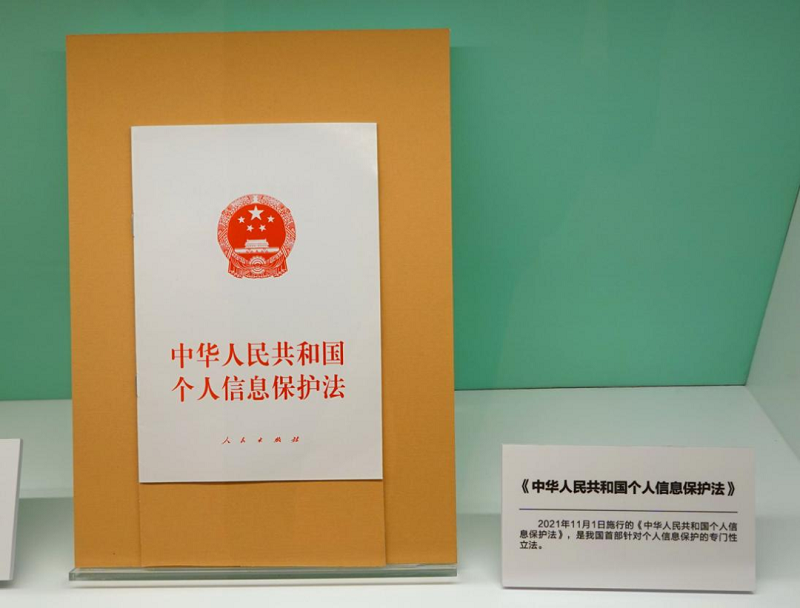 中华人民共和国
个人信息保护法
人民出版社
《中华人民共和国个人信息保护法》
2021年11月1日施行的《中华人民共和国个人信
息保护法》，是我国首部针对个人信息保护的专门性
立法。